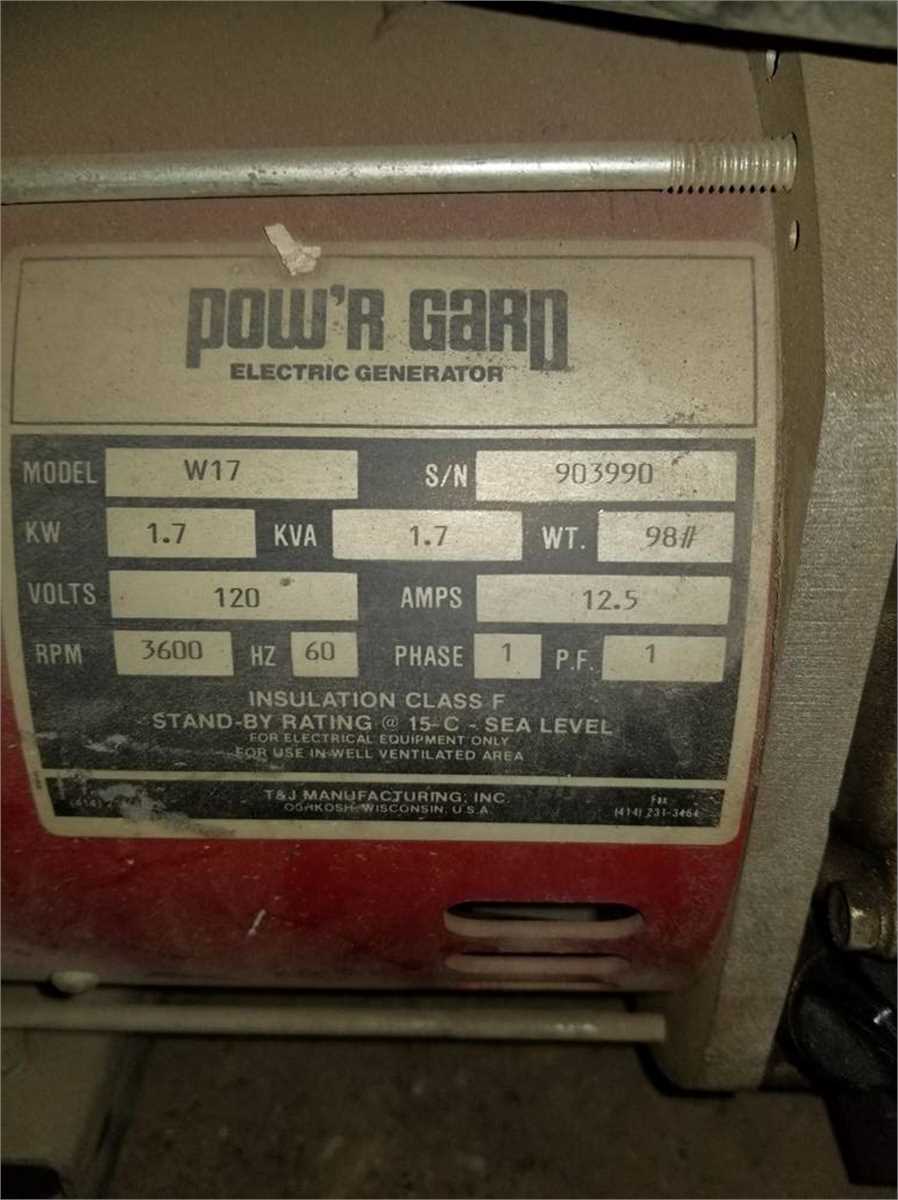 POW'R GARD
ELECTRIC GENERATOR
MODEL W17 S/N 903990
KW 1.7 KVA 1.7 WT. 98#
VOLTS 120 AMPS 12.5
RPM 3600 HZ 60 PHASE 1 P.F. 1
INSULATION CLASS F
STAND-BY RATING @ 15°C - SEA LEVEL
FOR ELECTRICAL EQUIPMENT ONLY
FOR USE IN WELL VENTILATED AREA
T&J MANUFACTURING, INC.
OSHKOSH, WISCONSIN, U.S.A.
(414)
Fax
(414) 231-3464